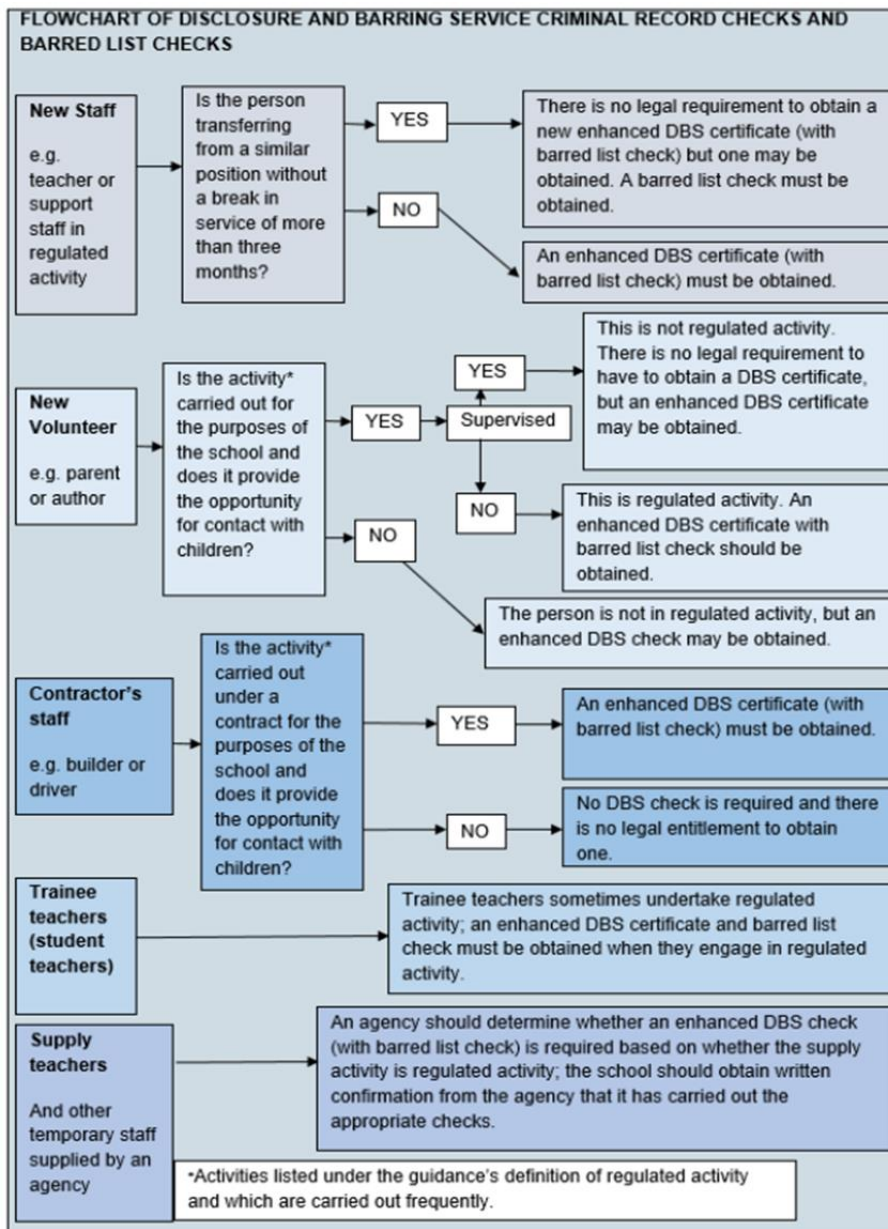 FLOWCHART OF DISCLOSURE AND BARRING SERVICE CRIMINAL RECORD CHECKS AND
BARRED LIST CHECKS
New Staff
e.g.
teacher or
support
staff in
regulated
activity
Is the person
transferring
from a similar
position without
a break in
service of more
than three
months?
YES
There is no legal requirement to obtain a
new enhanced DBS certificate (with
barred list check) but one may be
obtained. A barred list check must be
obtained.
NO
An enhanced DBS certificate (with
barred list check) must be obtained.
New
Volunteer
e.g. parent
or author
Is the activity*
carried out for
the purposes of
the school and
does it provide
the opportunity
for contact with
children?
YES
Supervised
YES
This is not regulated activity.
There is no legal requirement to
have to obtain a DBS certificate,
but an enhanced DBS certificate
may be obtained.
NO
This is regulated activity. An
enhanced DBS certificate with
barred list check should be
obtained.
NO
The person is not in regulated activity, but an
enhanced DBS check may be obtained.
Contractor's
staff
e.g. builder or
driver
Is the activity*
carried out
under a
contract for the
purposes of the
school and
does it provide
the opportunity
for contact with
children?
YES
An enhanced DBS certificate (with
barred list check) must be obtained.
NO
No DBS check is required and there
is no legal entitlement to obtain
one.
Trainee
teachers
(student
teachers)
Trainee teachers sometimes undertake regulated
activity; an enhanced DBS certificate and barred list
check must be obtained when they engage in regulated
activity.
Supply
teachers
And other
temporary staff
supplied by an
agency
An agency should determine whether an enhanced DBS check
(with barred list check) is required based on whether the supply
activity is regulated activity; the school should obtain written
confirmation from the agency that it has carried out the
appropriate checks.
*Activities listed under the guidance's definition of regulated activity
and which are carried out frequently.